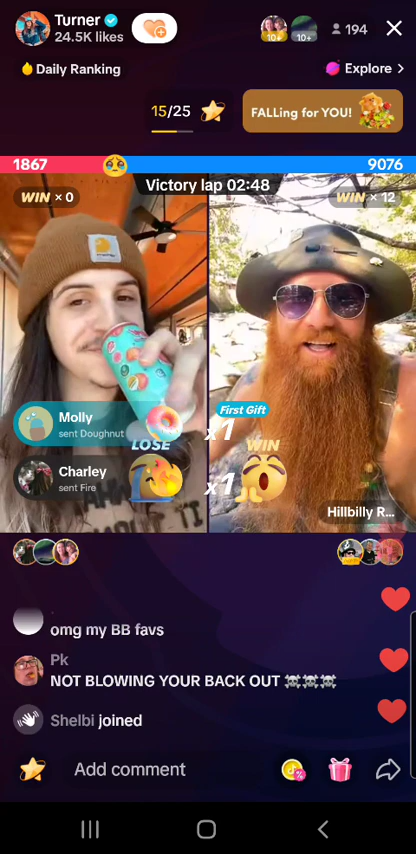 Turner
24.5K likes
10+
10+
194
Daily Ranking
Explore >
15/25
FALLing for YOU!
1867
9076
Victory lap 02:48
WIN × 0
WIN × 12
Molly
sent Doughnut
First Gift
x1
LOSE
WIN
Charley
sent Fire
x1
Hillbilly R...
omg my BB favs
Pk
NOT BLOWING YOUR BACK OUT ☠️☠️☠️
Shelbi joined
Add comment